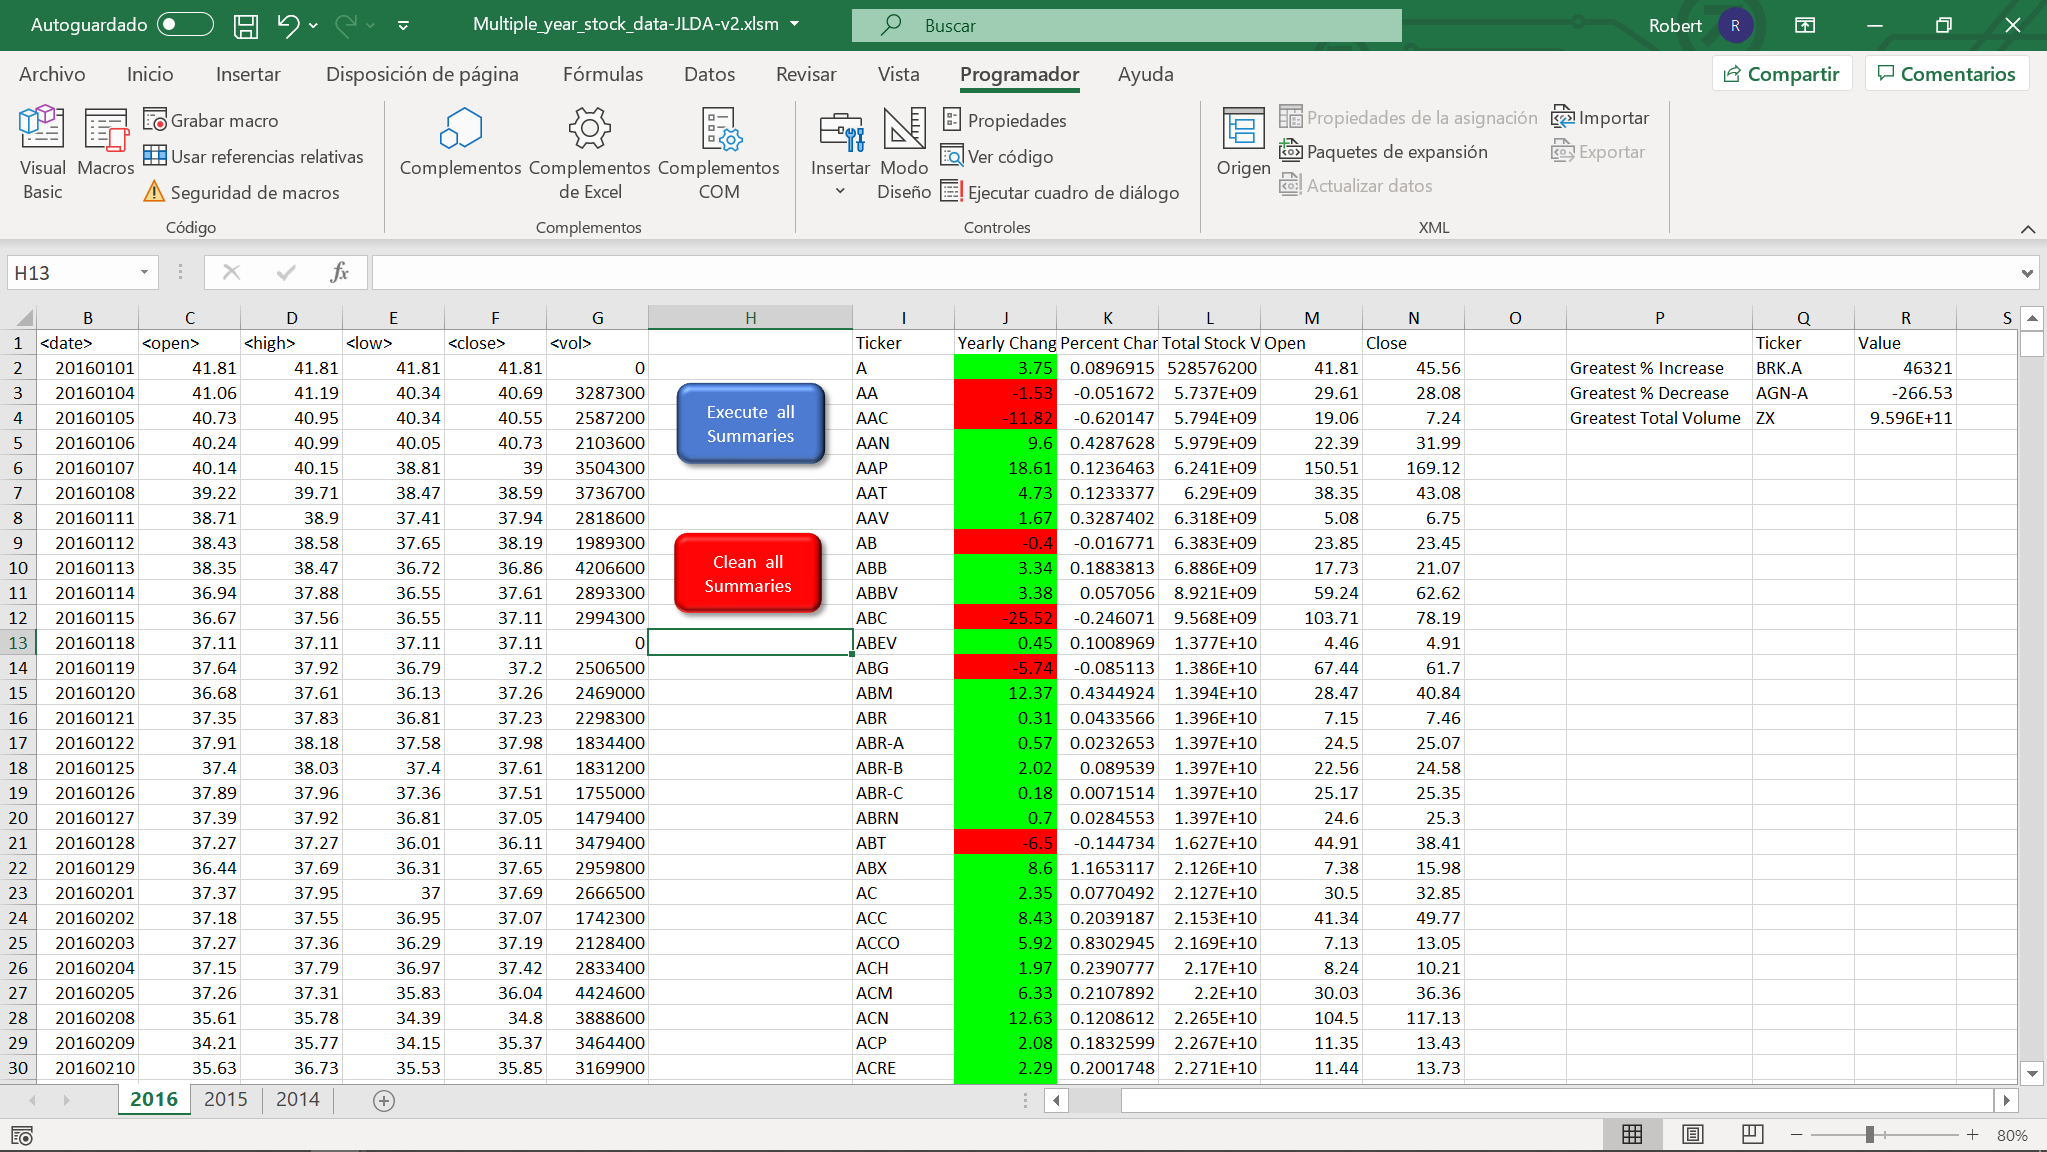 Autoguardado
Multiple_year_stock_data-JLDA-v2.xlsm
Buscar
Robert R
Archivo Inicio Insertar Disposición de página Fórmulas Datos Revisar Vista Programador Ayuda Compartir Comentarios
Visual Basic
Macros
Grabar macro
Usar referencias relativas
Seguridad de macros
Código
Complementos
Complementos de Excel
Complementos COM
Complementos
Insertar
Modo Diseño
Propiedades
Ver código
Ejecutar cuadro de diálogo
Controles
Origen
Propiedades de la asignación
Paquetes de expansión
Actualizar datos
Importar
Exportar
XML
H13 fx
B C D E F G H I J K L M N O P Q R S
1 <date> <open> <high> <low> <close> <vol> Ticker Yearly Chang Percent Char Total Stock V Open Close Ticker Value
2 20160101 41.81 41.81 41.81 41.81 0 A 3.75 0.0896915 528576200 41.81 45.56 Greatest % Increase BRK.A 46321
3 20160104 41.06 41.19 40.34 40.69 3287300 AA -1.53 -0.051672 5.737E+09 29.61 28.08 Greatest % Decrease AGN-A -266.53
4 20160105 40.73 40.95 40.34 40.55 2587200 AAC -11.82 -0.620147 5.794E+09 19.06 7.24 Greatest Total Volume ZX 9.596E+11
5 20160106 40.24 40.99 40.05 40.73 2103600 AAN 9.6 0.4287628 5.979E+09 22.39 31.99
6 20160107 40.14 40.15 38.81 39 3504300 AAP 18.61 0.1236463 6.241E+09 150.51 169.12
7 20160108 39.22 39.71 38.47 38.59 3736700 AAT 4.73 0.1233377 6.29E+09 38.35 43.08
8 20160111 38.71 38.9 37.41 37.94 2818600 AAV 1.67 0.3287402 6.318E+09 5.08 6.75
9 20160112 38.43 38.58 37.65 38.19 1989300 AB -0.4 -0.016771 6.383E+09 23.85 23.45
10 20160113 38.35 38.47 36.72 36.86 4206600 ABB 3.34 0.1883813 6.886E+09 17.73 21.07
11 20160114 36.94 37.88 36.55 37.61 2893300 ABBV 3.38 0.057056 8.921E+09 59.24 62.62
12 20160115 36.67 37.56 36.55 37.11 2994300 ABC -25.52 -0.246071 9.568E+09 103.71 78.19
13 20160118 37.11 37.11 37.11 37.11 0 ABEV 0.45 0.1008969 1.377E+10 4.46 4.91
14 20160119 37.64 37.92 36.79 37.2 2506500 ABG -5.74 -0.085113 1.386E+10 67.44 61.7
15 20160120 36.68 37.61 36.13 37.26 2469000 ABM 12.37 0.4344924 1.394E+10 28.47 40.84
16 20160121 37.35 37.83 36.81 37.23 2298300 ABR 0.31 0.0433566 1.396E+10 7.15 7.46
17 20160122 37.91 38.18 37.58 37.98 1834400 ABR-A 0.57 0.0232653 1.397E+10 24.5 25.07
18 20160125 37.4 38.03 37.4 37.61 1831200 ABR-B 2.02 0.089539 1.397E+10 22.56 24.58
19 20160126 37.89 37.96 37.36 37.51 1755000 ABR-C 0.18 0.0071514 1.397E+10 25.17 25.35
20 20160127 37.39 37.92 36.81 37.05 1479400 ABRN 0.7 0.0284553 1.397E+10 24.6 25.3
21 20160128 37.27 37.27 36.01 36.11 3479400 ABT -6.5 -0.144734 1.627E+10 44.91 38.41
22 20160129 36.44 37.69 36.31 37.65 2959800 ABX 8.6 1.1653117 2.126E+10 7.38 15.98
23 20160201 37.37 37.95 37 37.69 2666500 AC 2.35 0.0770492 2.127E+10 30.5 32.85
24 20160202 37.18 37.55 36.95 37.07 1742300 ACC 8.43 0.2039187 2.153E+10 41.34 49.77
25 20160203 37.27 37.36 36.29 37.19 2128400 ACCO 5.92 0.8302945 2.169E+10 7.13 13.05
26 20160204 37.15 37.79 36.97 37.42 2833400 ACH 1.97 0.2390777 2.17E+10 8.24 10.21
27 20160205 37.26 37.31 35.83 36.04 4424600 ACM 6.33 0.2107892 2.2E+10 30.03 36.36
28 20160208 35.61 35.78 34.39 34.8 3888600 ACN 12.63 0.1208612 2.265E+10 104.5 117.13
29 20160209 34.21 35.77 34.15 35.37 3464400 ACP 2.08 0.1832599 2.267E+10 11.35 13.43
30 20160210 35.63 36.73 35.53 35.85 3169900 ACRE 2.29 0.2001748 2.271E+10 11.44 13.73
Execute all
Summaries
Clean all
Summaries
2016 2015 2014
80%